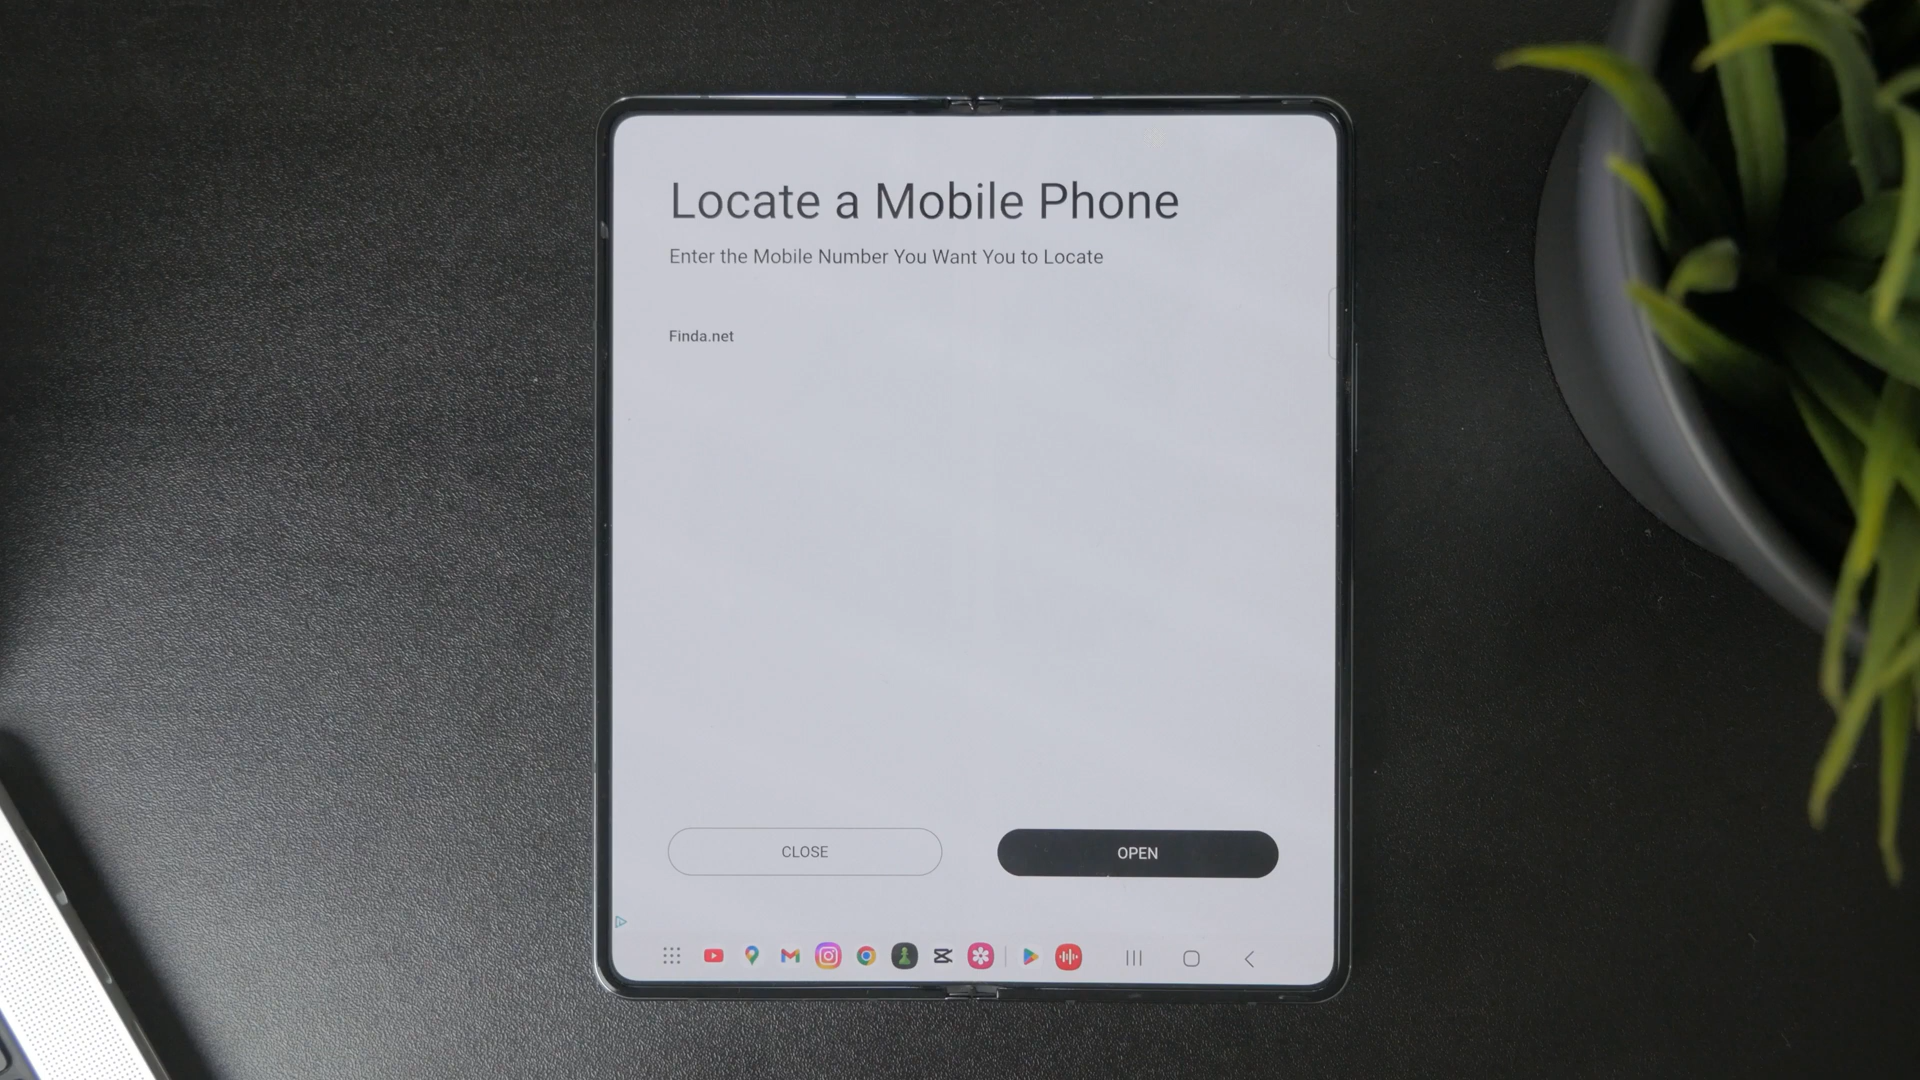 Locate a Mobile Phone
Enter the Mobile Number You Want You to Locate
Finda.net
CLOSE
OPEN